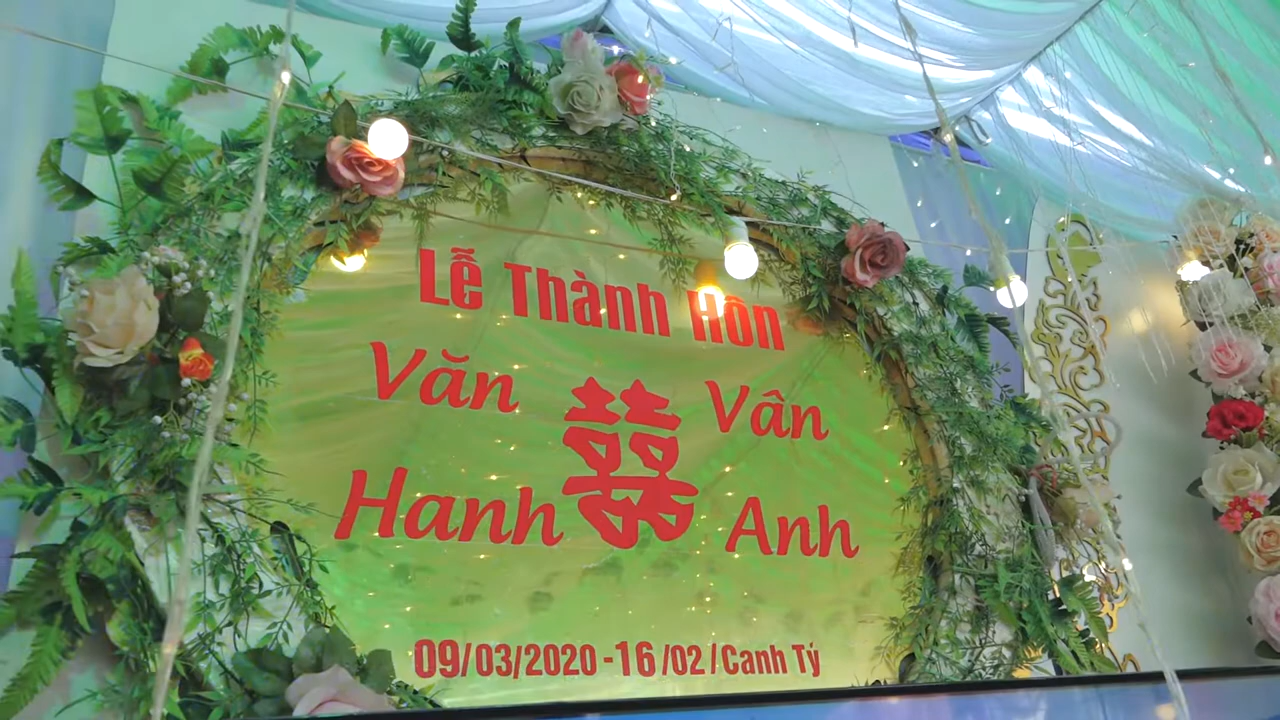 Lễ Thành Hôn
Văn Hanh
囍
Vân Anh
09/03/2020 - 16/02/Canh Tý